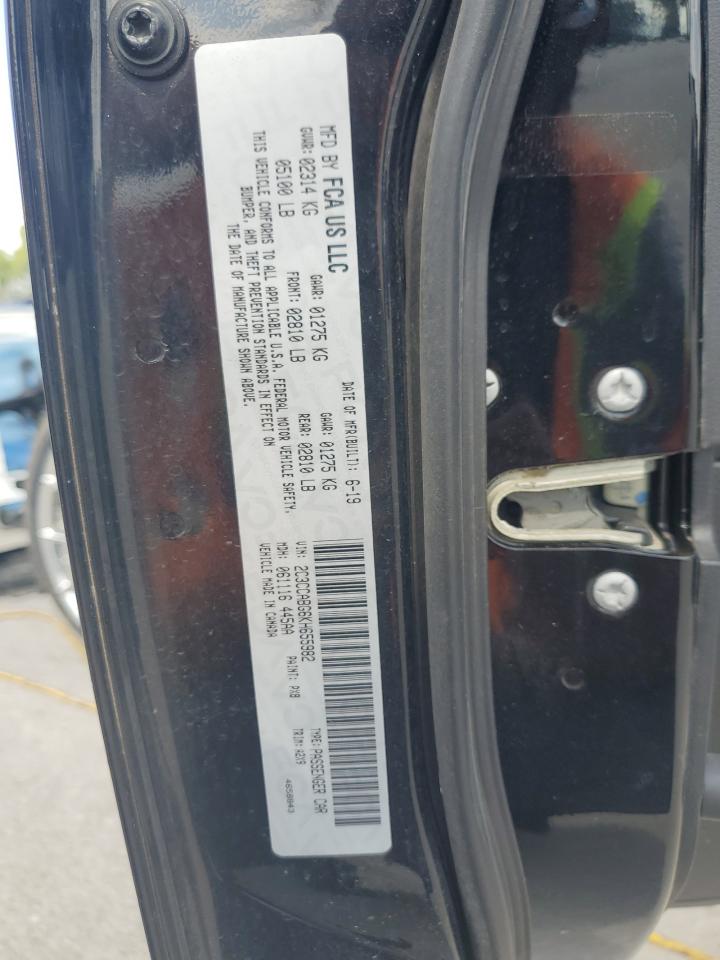 MFD BY FCA US LLC
DATE OF MFR(BUILT): 6-19
GVWR: 02314 KG
GAWR: 01275 KG
GAWR: 01275 KG
05100 LB
FRONT: 02810 LB
REAR: 02810 LB
THIS VEHICLE CONFORMS TO ALL APPLICABLE U.S.A. FEDERAL MOTOR VEHICLE SAFETY,
BUMPER, AND THEFT PREVENTION STANDARDS IN EFFECT ON
THE DATE OF MANUFACTURE SHOWN ABOVE.
VIN: 2C3CCABG6KH655982
TYPE: PASSENGER CAR
MDH: 061116 445AA
PAINT: PX8
TRIM: A2X9
VEHICLE MADE IN CANADA